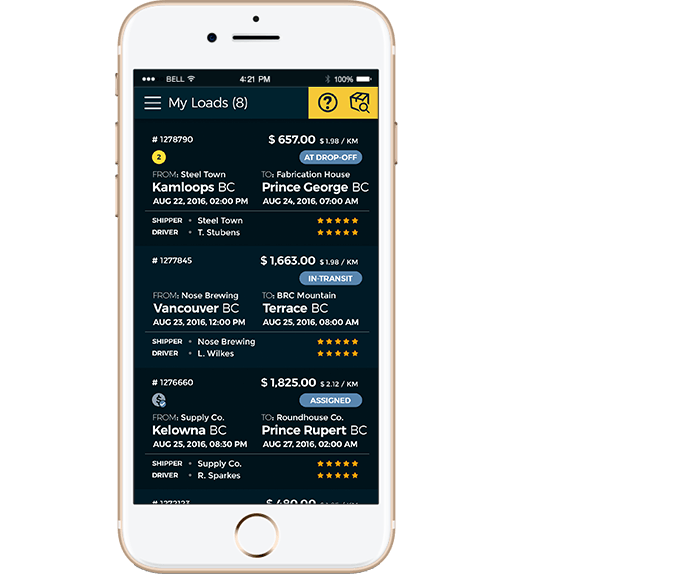 BELL 4:21 PM 100%
My Loads (8)
# 1278790 $ 657.00 $ 1.98 / KM
2 AT DROP-OFF
FROM: Steel Town TO: Fabrication House
Kamloops BC Prince George BC
AUG 22, 2016, 02:00 PM AUG 24, 2016, 07:00 AM
SHIPPER • Steel Town
DRIVER • T. Stubens
# 1277845 $ 1,663.00 $ 1.98 / KM
IN-TRANSIT
FROM: Nose Brewing TO: BRC Mountain
Vancouver BC Terrace BC
AUG 23, 2016, 12:00 PM AUG 25, 2016, 08:00 AM
SHIPPER • Nose Brewing
DRIVER • L. Wilkes
# 1276660 $ 1,825.00 $ 2.12 / KM
ASSIGNED
FROM: Supply Co. TO: Roundhouse Co.
Kelowna BC Prince Rupert BC
AUG 25, 2016, 08:30 PM AUG 27, 2016, 02:00 AM
SHIPPER • Supply Co.
DRIVER • R. Sparkes